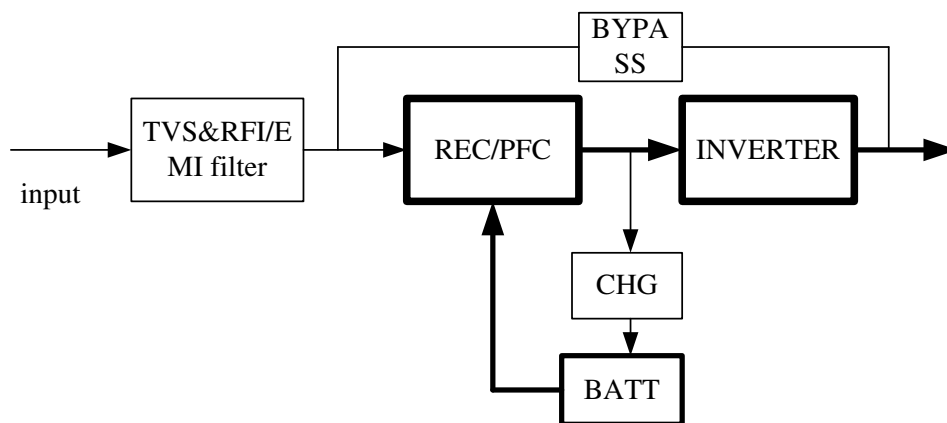 BYPA
SS
TVS&RFI/E
MI filter
REC/PFC
INVERTER
input
CHG
BATT